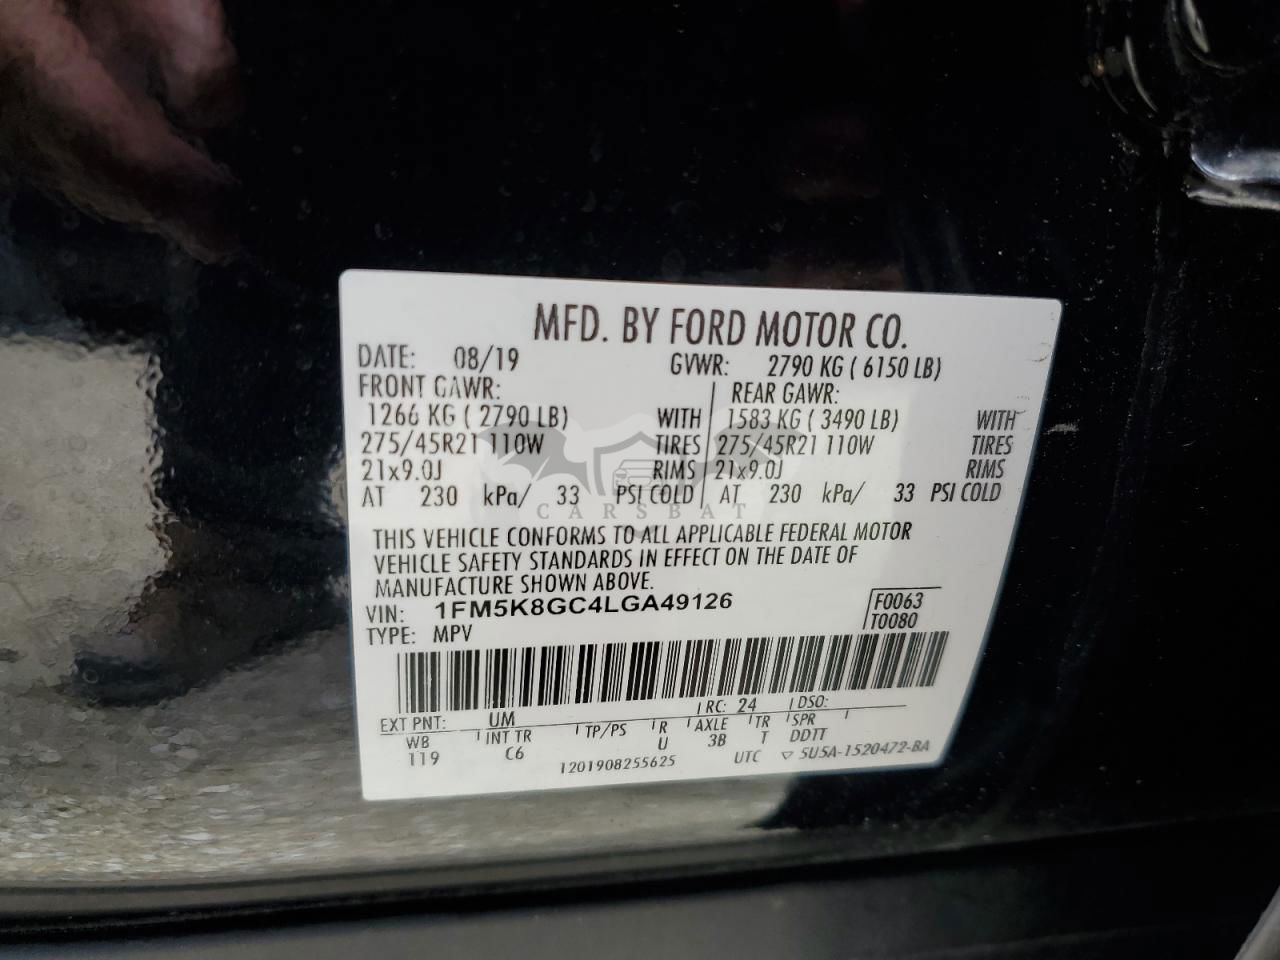 MFD. BY FORD MOTOR CO.
DATE: 08/19 GVWR: 2790 KG ( 6150 LB)
FRONT GAWR: REAR GAWR:
1266 KG ( 2790 LB) WITH 1583 KG ( 3490 LB) WITH
275/45R21 110W TIRES 275/45R21 110W TIRES
21x9.0J RIMS 21x9.0J RIMS
AT 230 kPa/ 33 PSI COLD AT 230 kPa/ 33 PSI COLD
CARSBAT
THIS VEHICLE CONFORMS TO ALL APPLICABLE FEDERAL MOTOR
VEHICLE SAFETY STANDARDS IN EFFECT ON THE DATE OF
MANUFACTURE SHOWN ABOVE.
VIN: 1FM5K8GC4LGA49126 F0063
TYPE: MPV T0080
EXT PNT: UM RC: 24 DSO:
WB INT TR TP/PS R AXLE TR SPR
119 C6 U 3B T DDTT
1201908255625 UTC ▽ 5U5A-1520472-BA